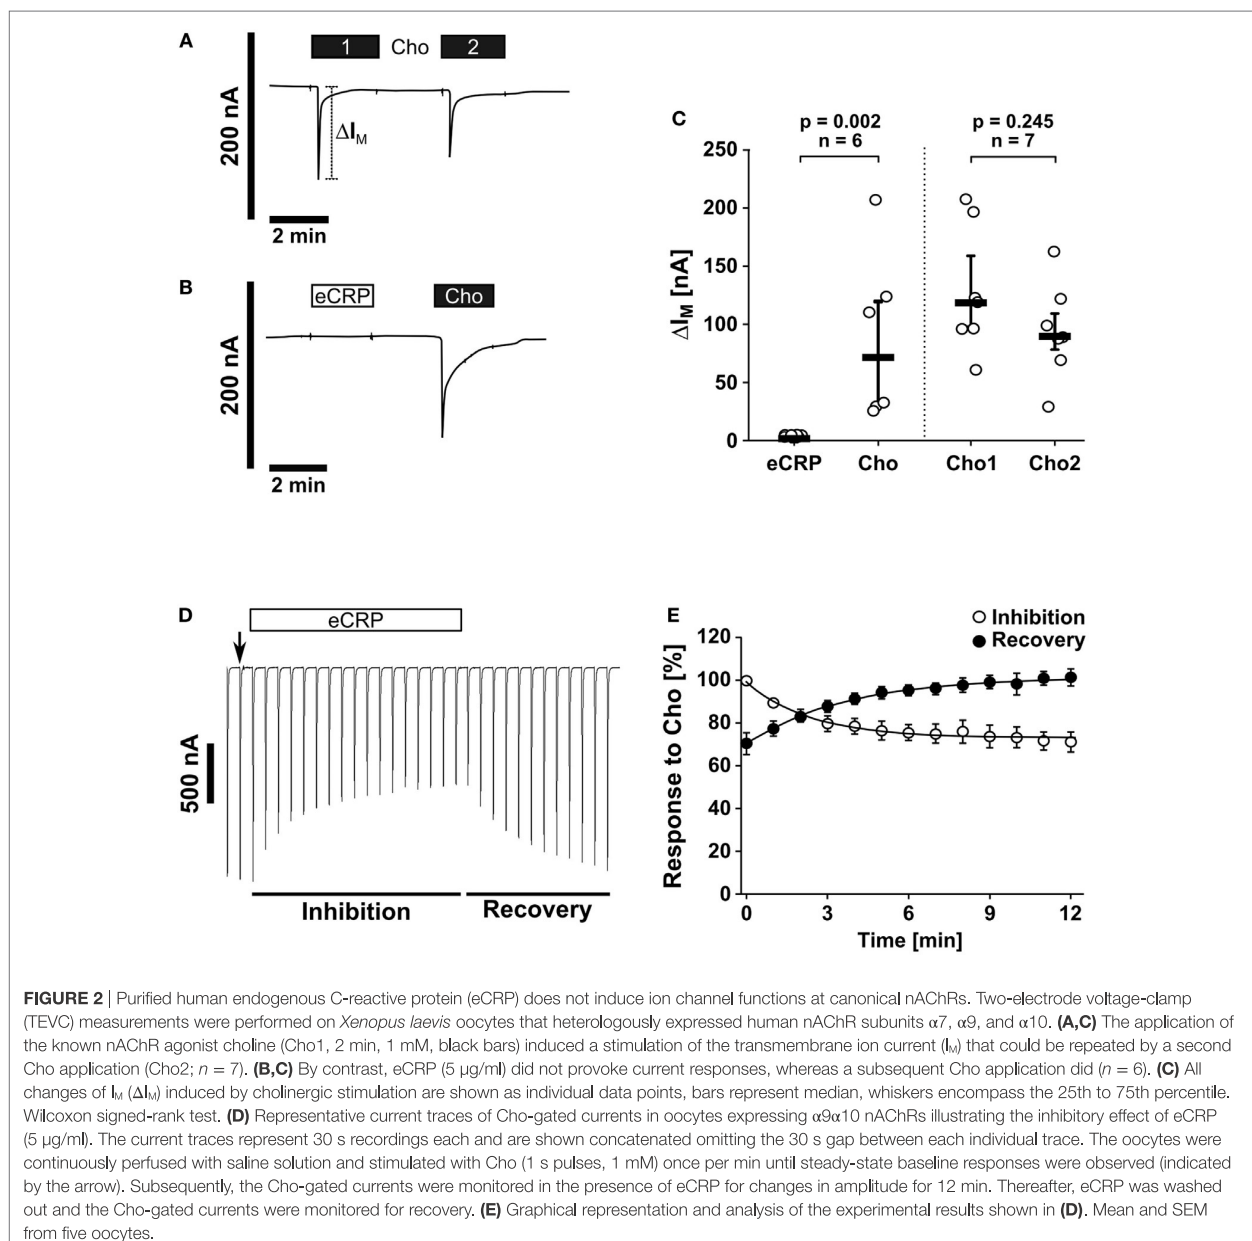 A
1 Cho 2
200 nA
ΔI_M
2 min
B
eCRP Cho
200 nA
2 min
C
p = 0.002 p = 0.245
n = 6 n = 7
ΔI_M [nA]
250
200
150
100
50
0
eCRP Cho Cho1 Cho2
D
eCRP
500 nA
Inhibition Recovery
E
Inhibition
Recovery
Response to Cho [%]
120
100
80
60
40
20
0
0 3 6 9 12
Time [min]
FIGURE 2 | Purified human endogenous C-reactive protein (eCRP) does not induce ion channel functions at canonical nAChRs. Two-electrode voltage-clamp
(TEVC) measurements were performed on Xenopus laevis oocytes that heterologously expressed human nAChR subunits α7, α9, and α10. (A,C) The application of
the known nAChR agonist choline (Cho1, 2 min, 1 mM, black bars) induced a stimulation of the transmembrane ion current (I_M) that could be repeated by a second
Cho application (Cho2; n = 7). (B,C) By contrast, eCRP (5 µg/ml) did not provoke current responses, whereas a subsequent Cho application did (n = 6). (C) All
changes of I_M (ΔI_M) induced by cholinergic stimulation are shown as individual data points, bars represent median, whiskers encompass the 25th to 75th percentile.
Wilcoxon signed-rank test. (D) Representative current traces of Cho-gated currents in oocytes expressing α9α10 nAChRs illustrating the inhibitory effect of eCRP
(5 µg/ml). The current traces represent 30 s recordings each and are shown concatenated omitting the 30 s gap between each individual trace. The oocytes were
continuously perfused with saline solution and stimulated with Cho (1 s pulses, 1 mM) once per min until steady-state baseline responses were observed (indicated
by the arrow). Subsequently, the Cho-gated currents were monitored in the presence of eCRP for changes in amplitude for 12 min. Thereafter, eCRP was washed
out and the Cho-gated currents were monitored for recovery. (E) Graphical representation and analysis of the experimental results shown in (D). Mean and SEM
from five oocytes.